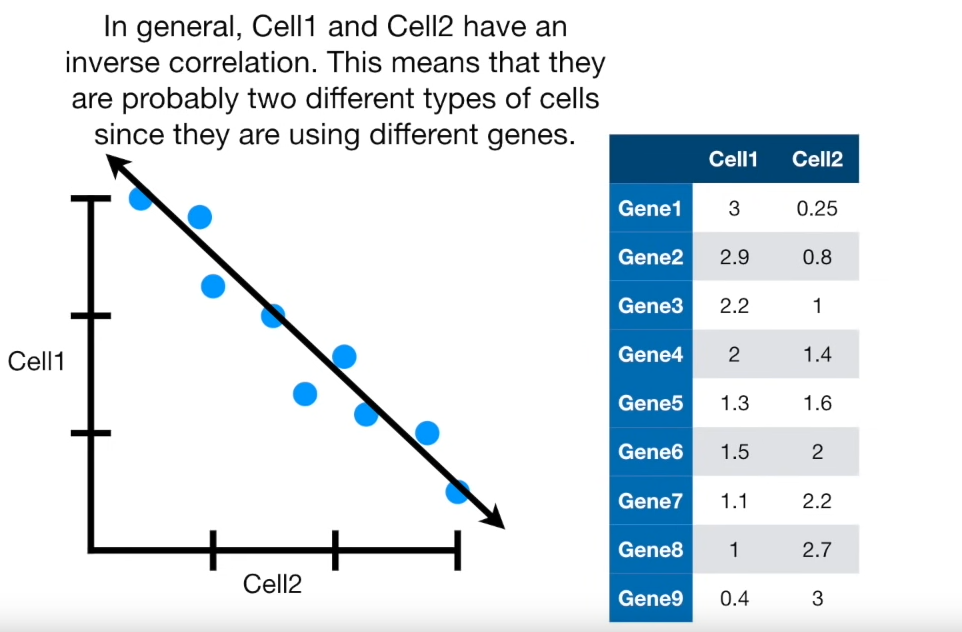 In general, Cell1 and Cell2 have an
inverse correlation. This means that they
are probably two different types of cells
since they are using different genes.
Cell1
Cell2
Cell1 Cell2
Gene1 3 0.25
Gene2 2.9 0.8
Gene3 2.2 1
Gene4 2 1.4
Gene5 1.3 1.6
Gene6 1.5 2
Gene7 1.1 2.2
Gene8 1 2.7
Gene9 0.4 3